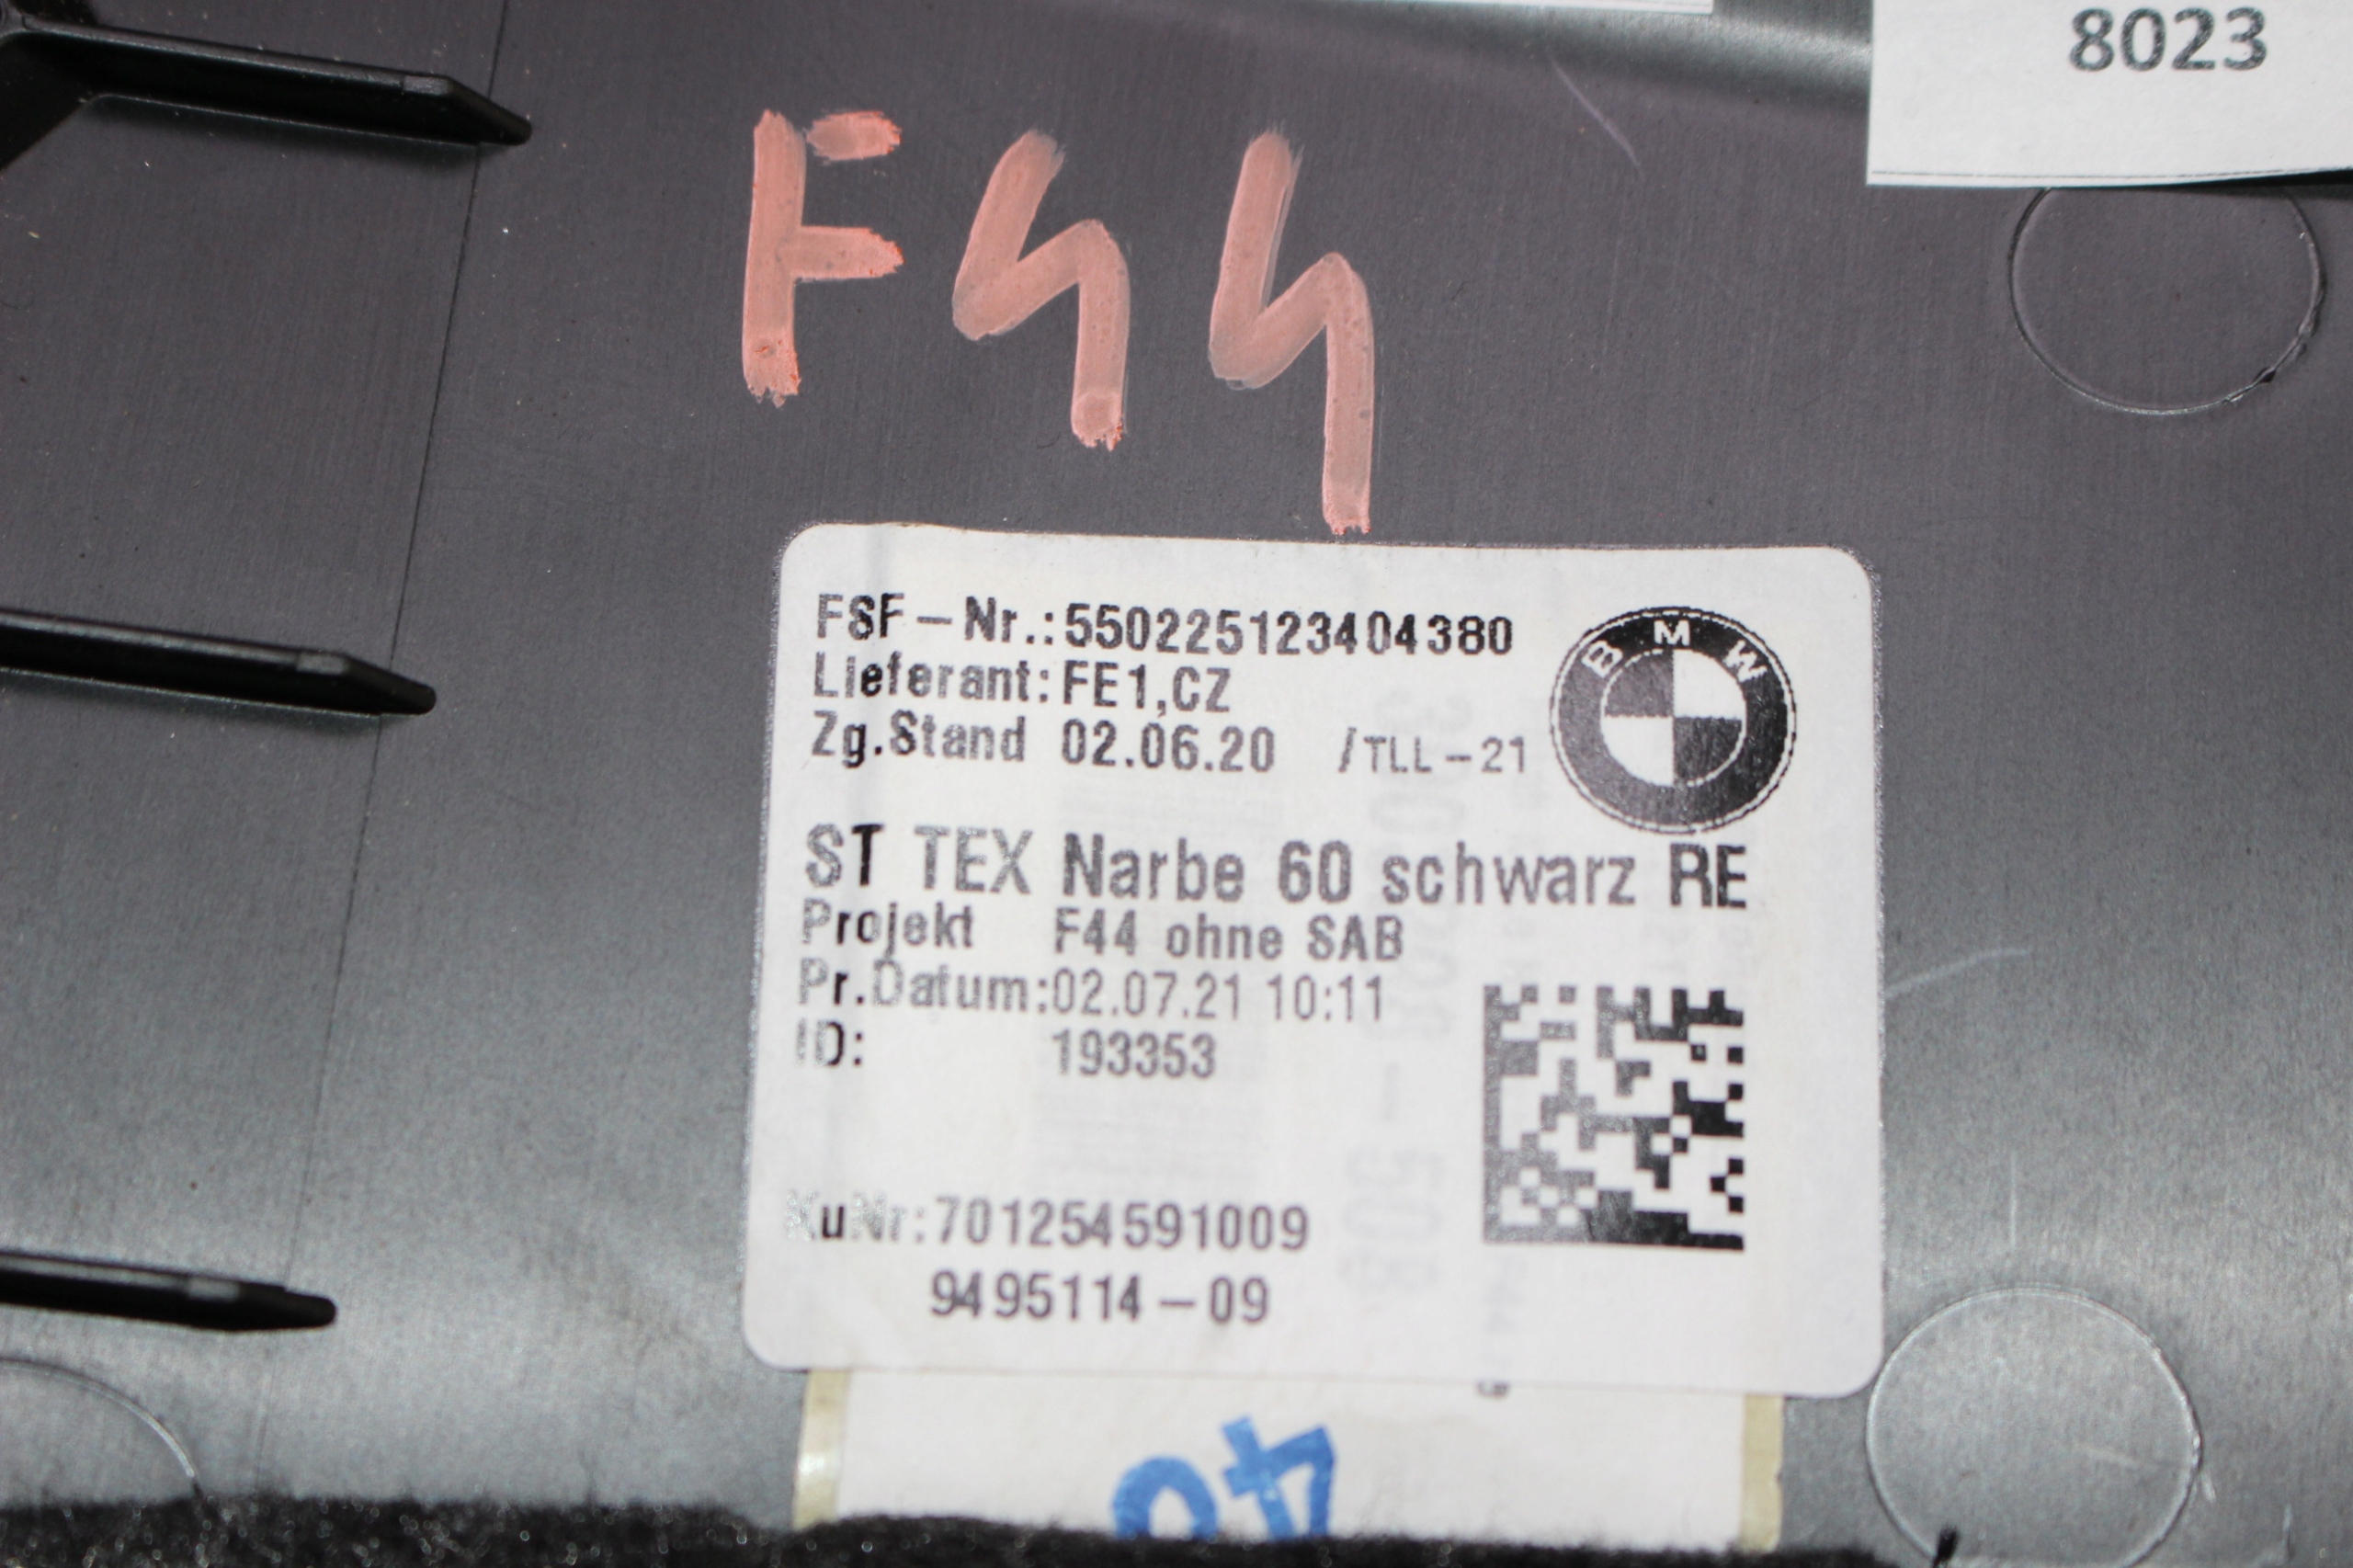 8023
F44
FSF-Nr.:550225123404380
Lieferant:FE1,CZ
Zg.Stand 02.06.20 /TLL-21
BMW
ST TEX Narbe 60 schwarz RE
Projekt F44 ohne SAB
Pr.Datum:02.07.21 10:11
ID: 193353
KuNr:701254591009
9495114-09